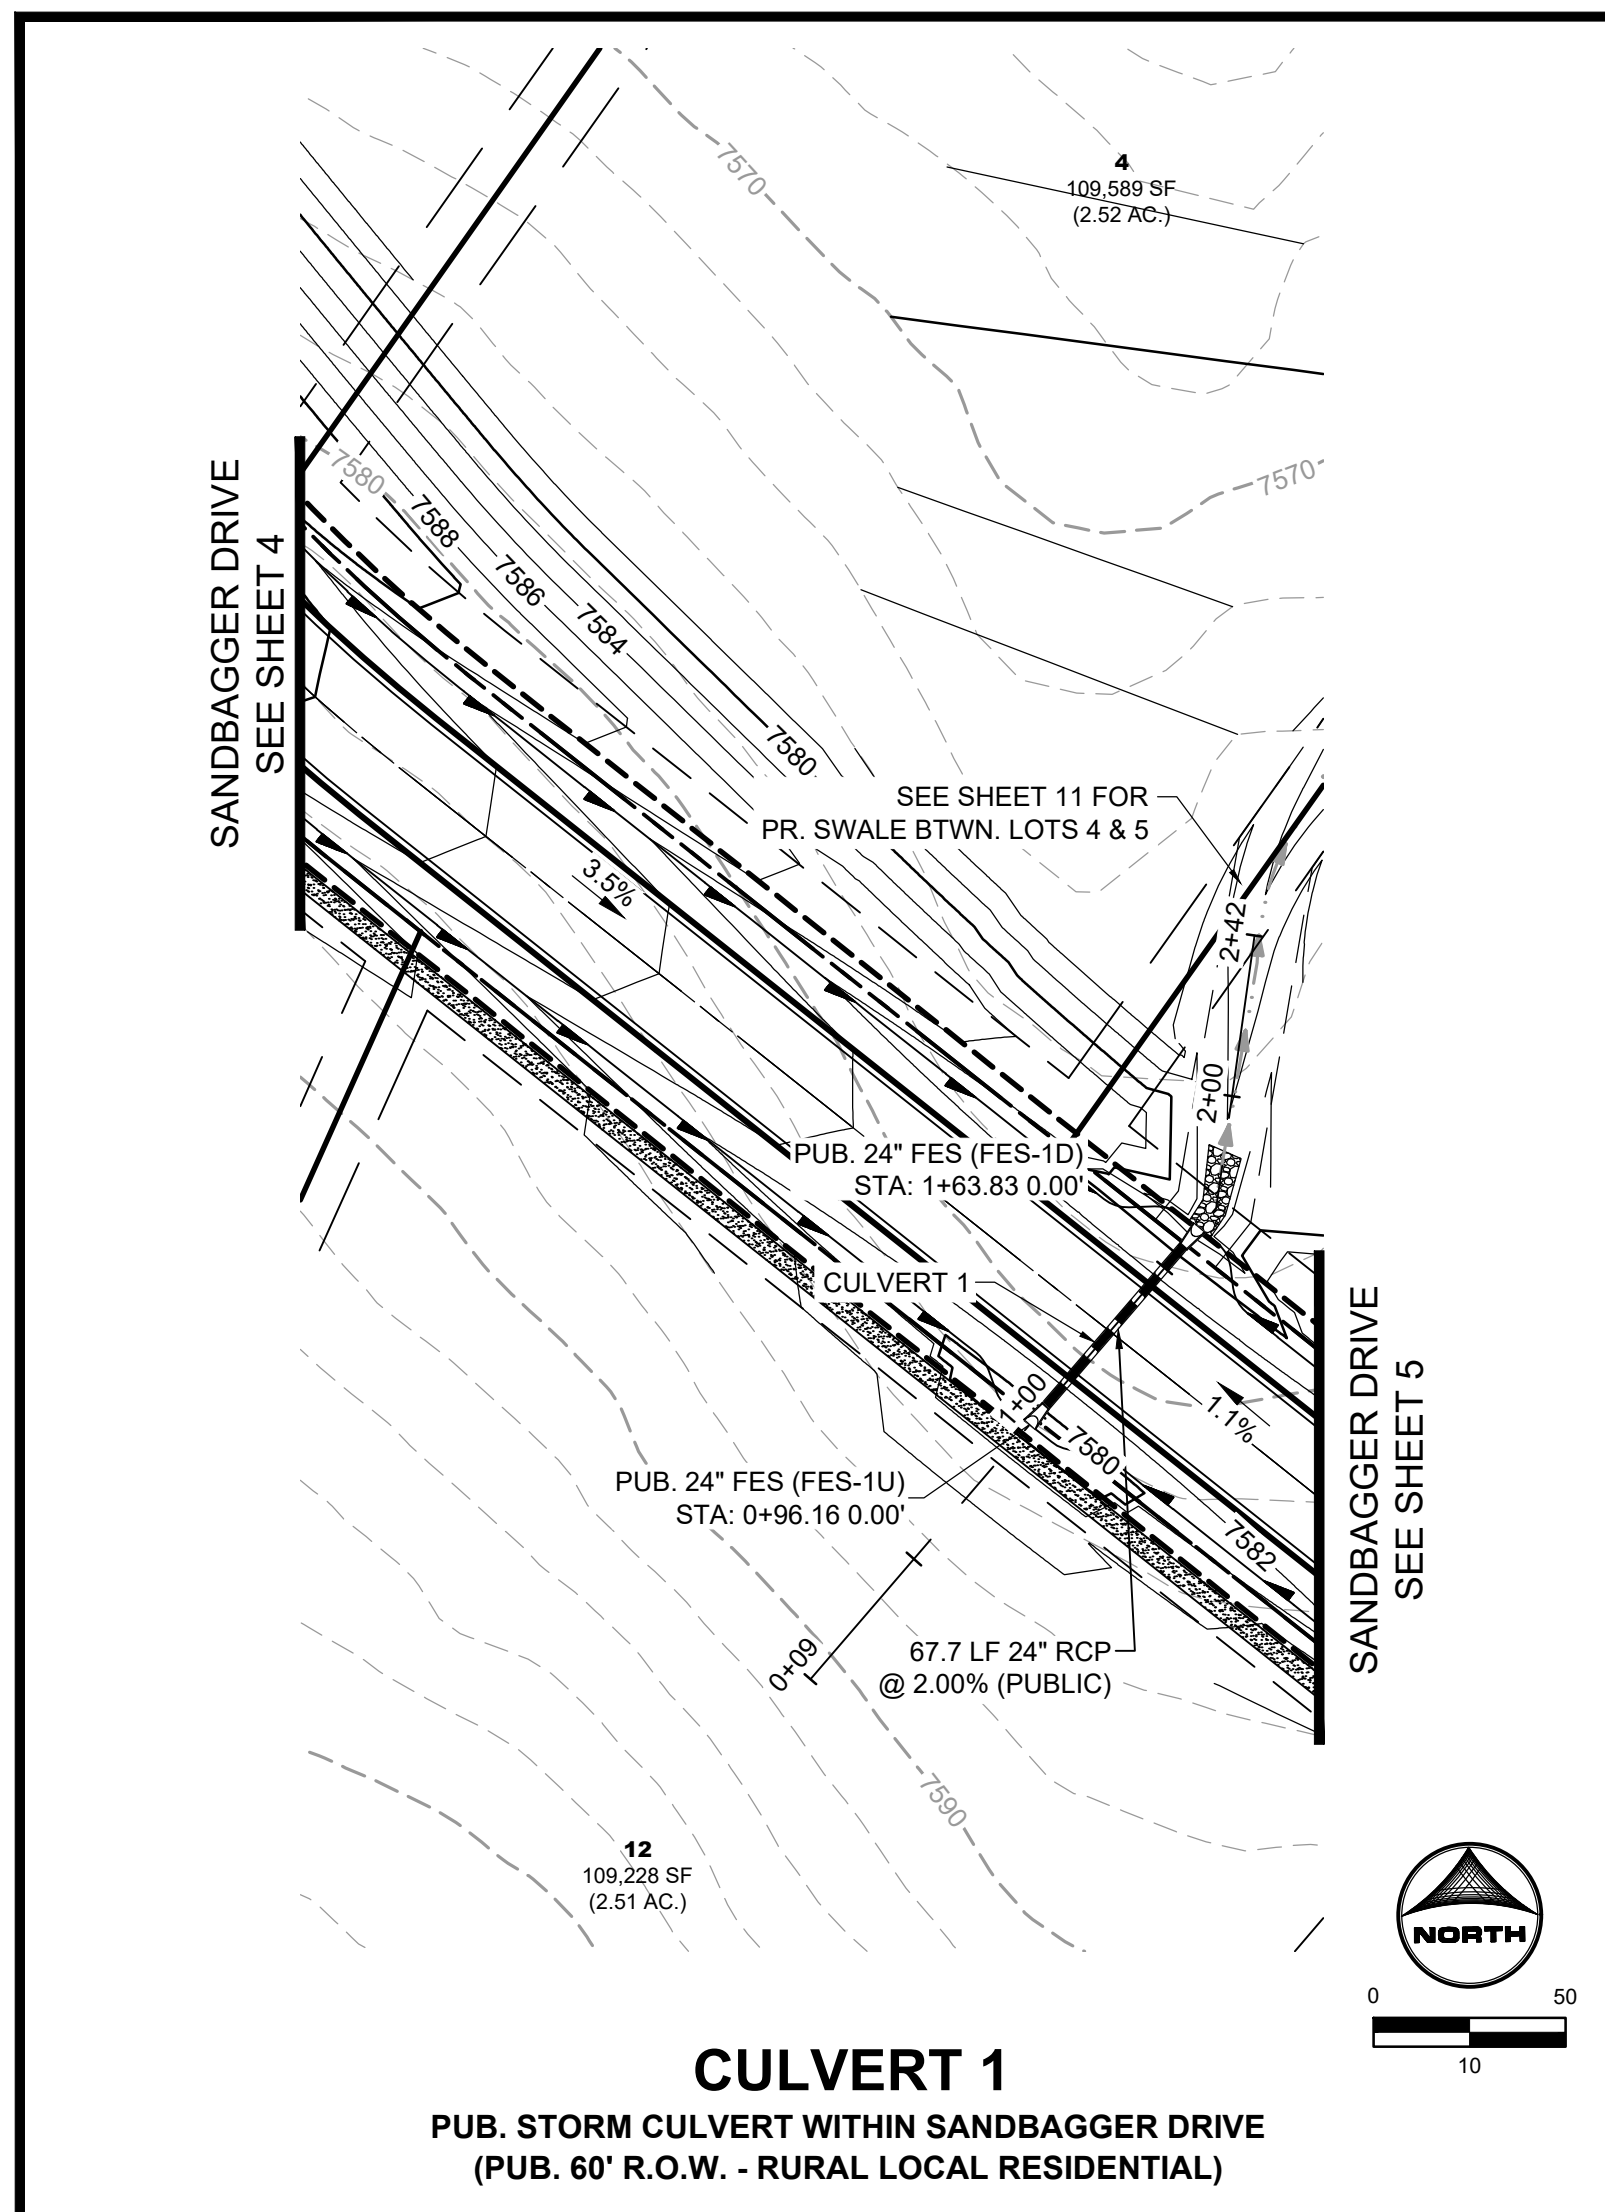 7570
4
109,589 SF
(2.52 AC.)
7580
7570
SANDBAGGER DRIVE
SEE SHEET 4
7588
7586
7584
7580
SEE SHEET 11 FOR
PR. SWALE BTWN. LOTS 4 & 5
3.5%
2+42
2+00
PUB. 24" FES (FES-1D)
STA: 1+63.83 0.00'
CULVERT 1
1+00
1.1%
7580
SANDBAGGER DRIVE
SEE SHEET 5
PUB. 24" FES (FES-1U)
STA: 0+96.16 0.00'
7582
0+09
67.7 LF 24" RCP
@ 2.00% (PUBLIC)
7590
12
109,228 SF
(2.51 AC.)
NORTH
0 50
10
CULVERT 1
PUB. STORM CULVERT WITHIN SANDBAGGER DRIVE
(PUB. 60' R.O.W. - RURAL LOCAL RESIDENTIAL)